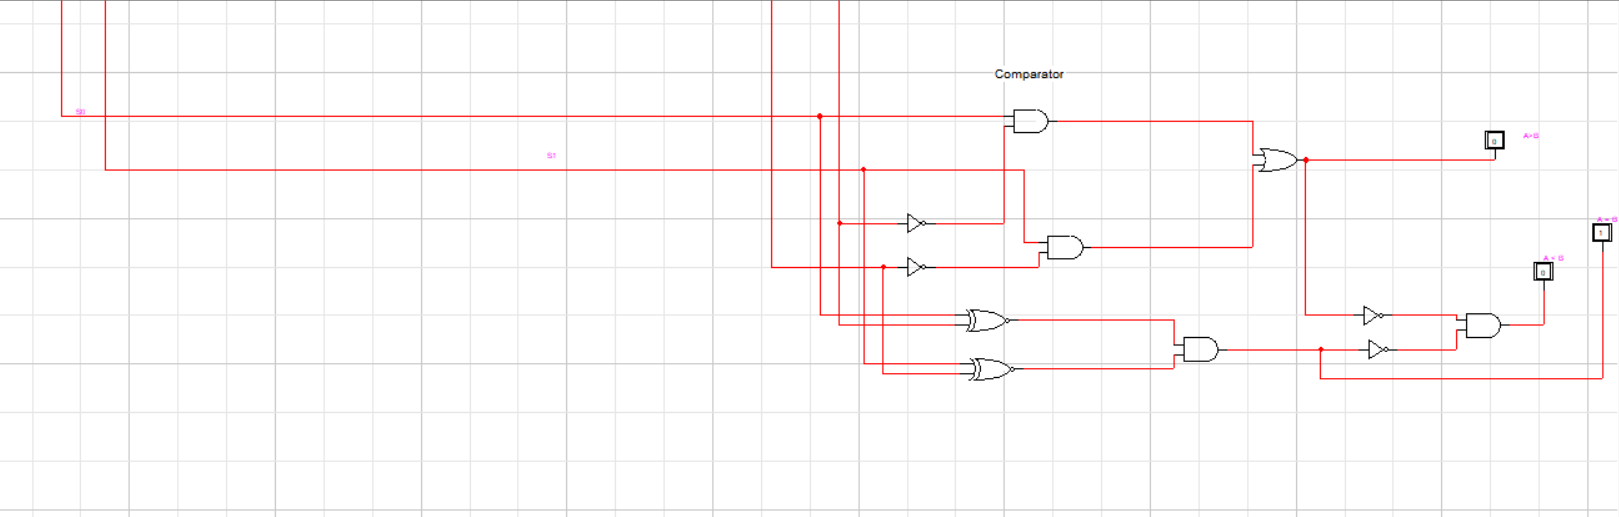 Comparator
S0
A>B
0
S1
A = B
1
A < B
0